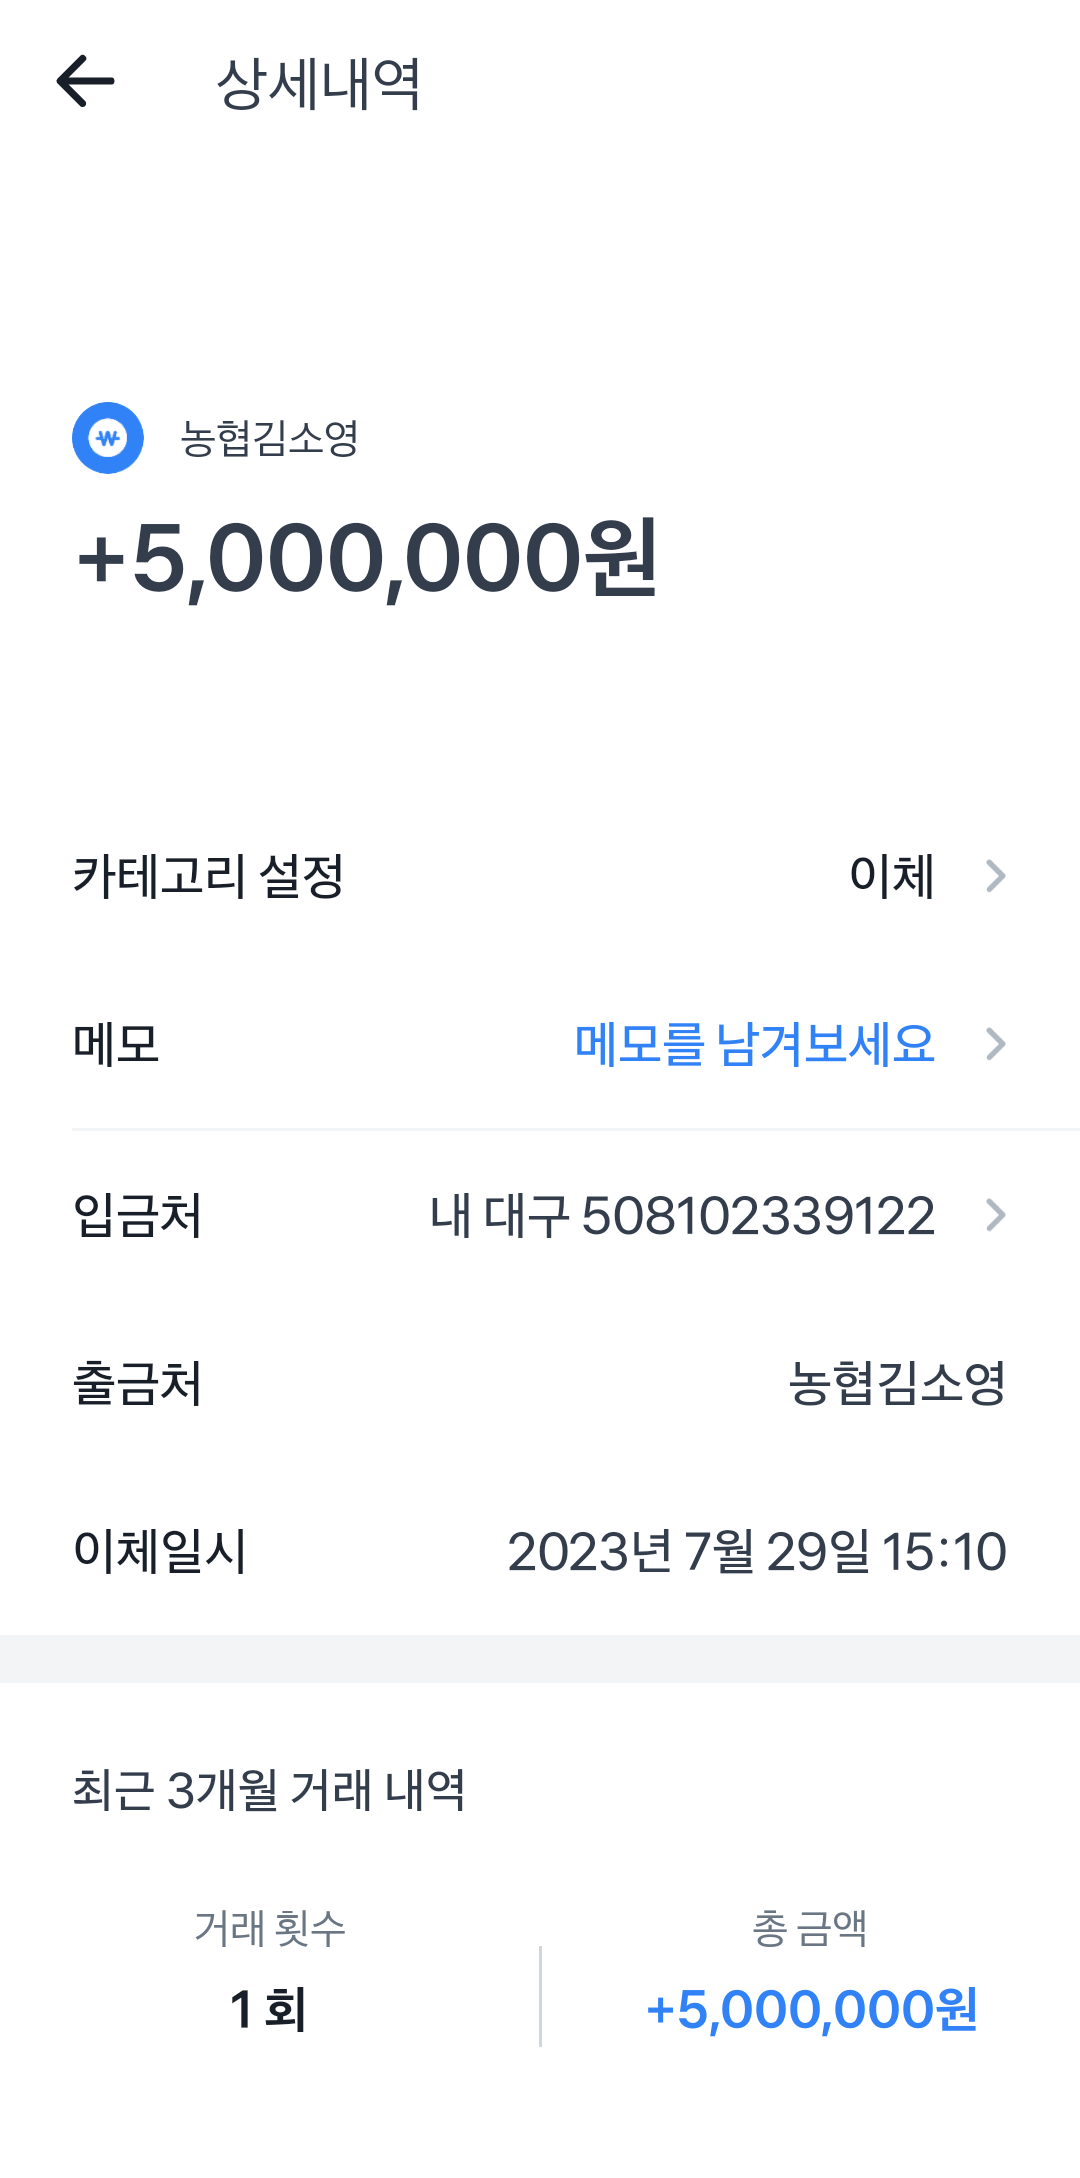 상세내역
농협김소영
+5,000,000원
카테고리 설정 이체
메모 메모를 남겨보세요
입금처 내 대구 508102339122
출금처 농협김소영
이체일시 2023년 7월 29일 15:10
최근 3개월 거래 내역
거래 횟수 총 금액
1 회 +5,000,000원